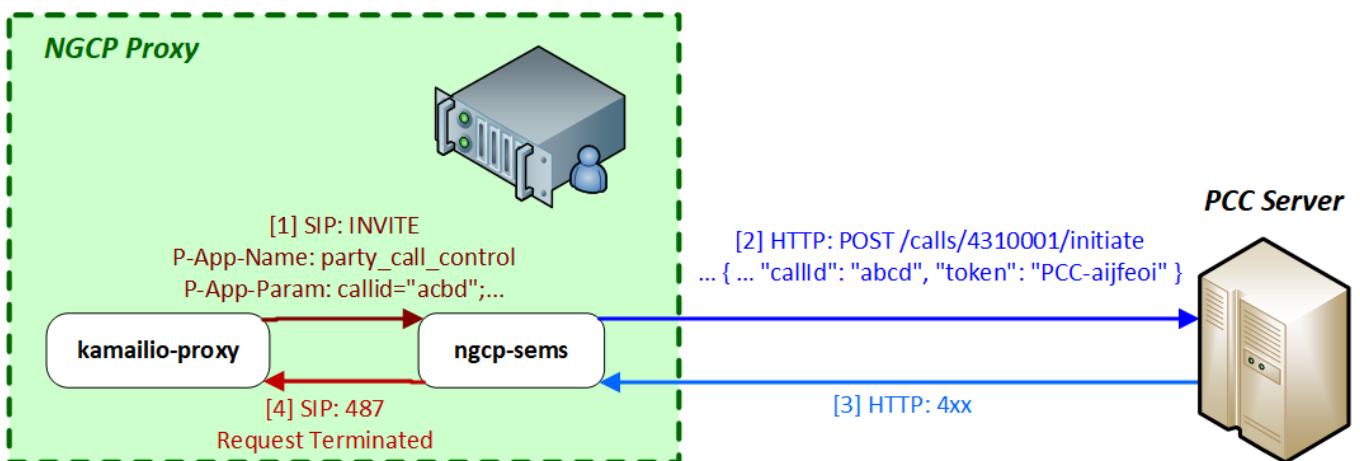 NGCP Proxy
[1] SIP: INVITE
P-App-Name: party_call_control
P-App-Param: callid="acbd";...
kamailio-proxy
ngcp-sems
[4] SIP: 487
Request Terminated
[2] HTTP: POST /calls/4310001/initiate
... { ... "callId": "abcd", "token": "PCC-aijfeoi" }
[3] HTTP: 4xx
PCC Server